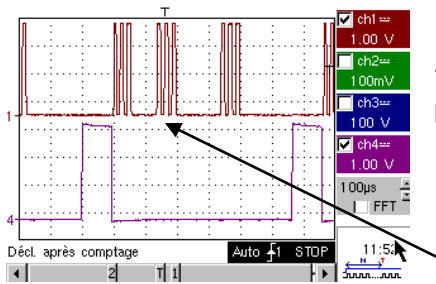 T
ch1
1.00 V
ch2
100mV
ch3
100 V
ch4
1.00 V
100µs
FFT
1
4
Décl. après comptage
Auto 1 STOP
11:52
2 T 1
N T